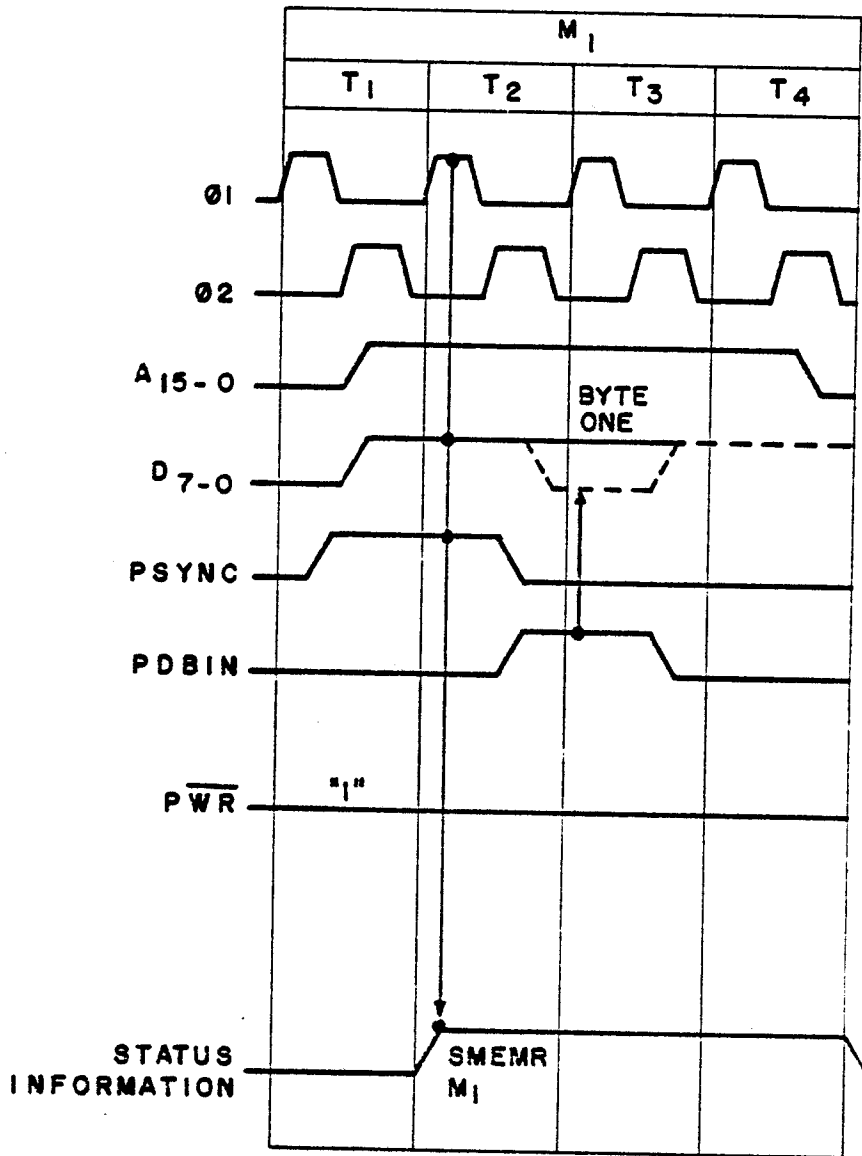 M1
T1 T2 T3 T4
Ø1
Ø2
A15-0
BYTE
ONE
D7-0
PSYNC
PDBIN
"1"
PWR
STATUS
INFORMATION
SMEMR
M1